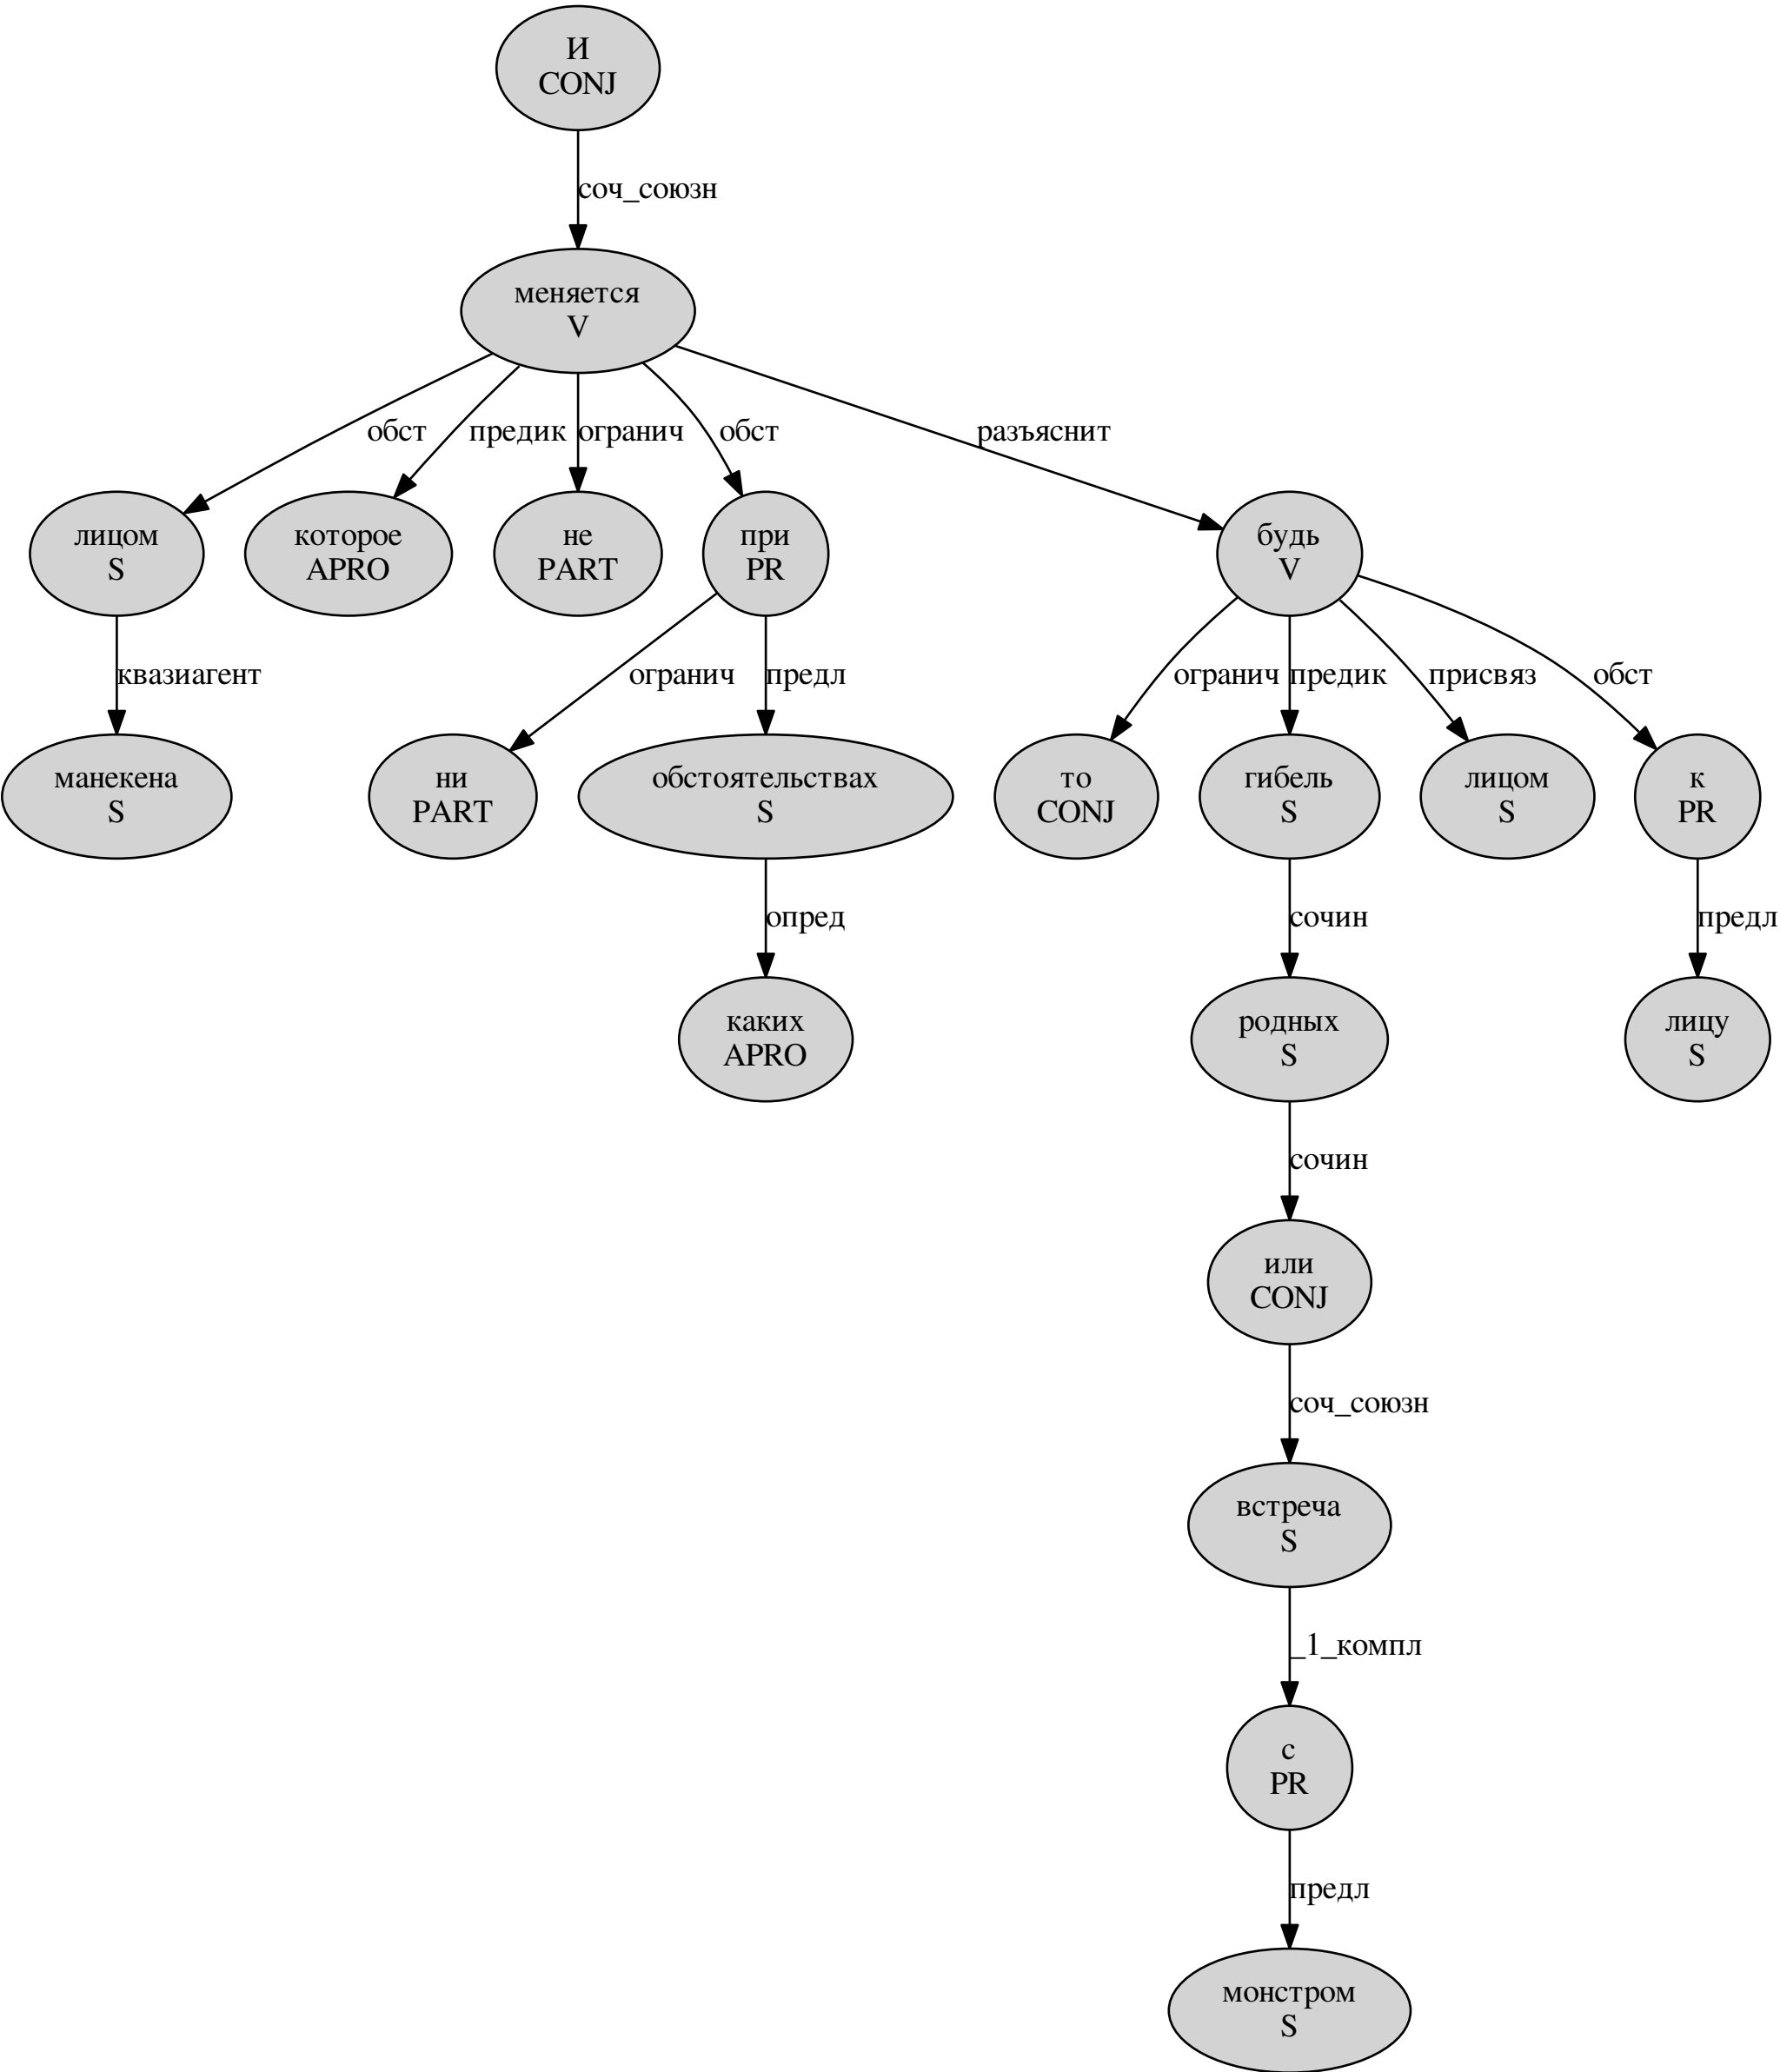 И
CONJ
соч_союзн
меняется
V
обст
предик
огранич
обст
разъяснит
лицом
S
которое
APRO
не
PART
при
PR
будь
V
квазиагент
огранич
предл
огранич
предик
присвяз
обст
манекена
S
ни
PART
обстоятельствах
S
то
CONJ
гибель
S
лицом
S
к
PR
опред
сочин
предл
каких
APRO
родных
S
лицу
S
сочин
или
CONJ
соч_союзн
встреча
S
_1_компл
с
PR
предл
монстром
S